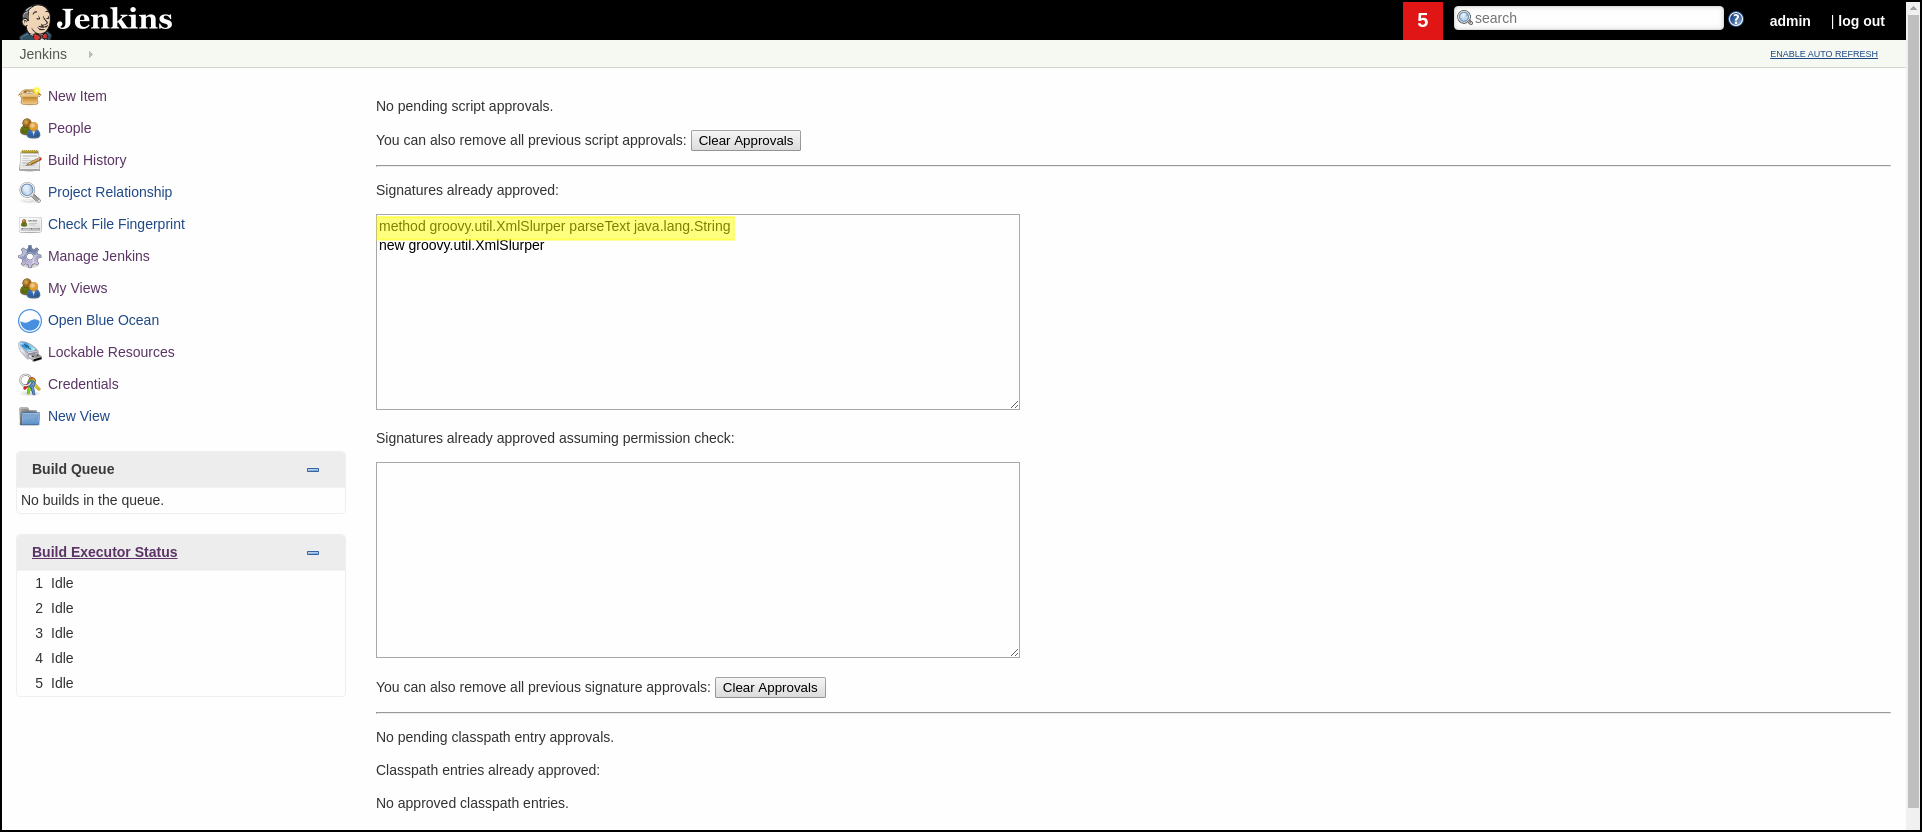 Jenkins
5
search
?
admin
| log out
Jenkins
ENABLE AUTO REFRESH
New Item
People
Build History
Project Relationship
Check File Fingerprint
Manage Jenkins
My Views
Open Blue Ocean
Lockable Resources
Credentials
New View
Build Queue
No builds in the queue.
Build Executor Status
1 Idle
2 Idle
3 Idle
4 Idle
5 Idle
No pending script approvals.
You can also remove all previous script approvals: Clear Approvals
Signatures already approved:
method groovy.util.XmlSlurper parseText java.lang.String
new groovy.util.XmlSlurper
Signatures already approved assuming permission check:
You can also remove all previous signature approvals: Clear Approvals
No pending classpath entry approvals.
Classpath entries already approved:
No approved classpath entries.